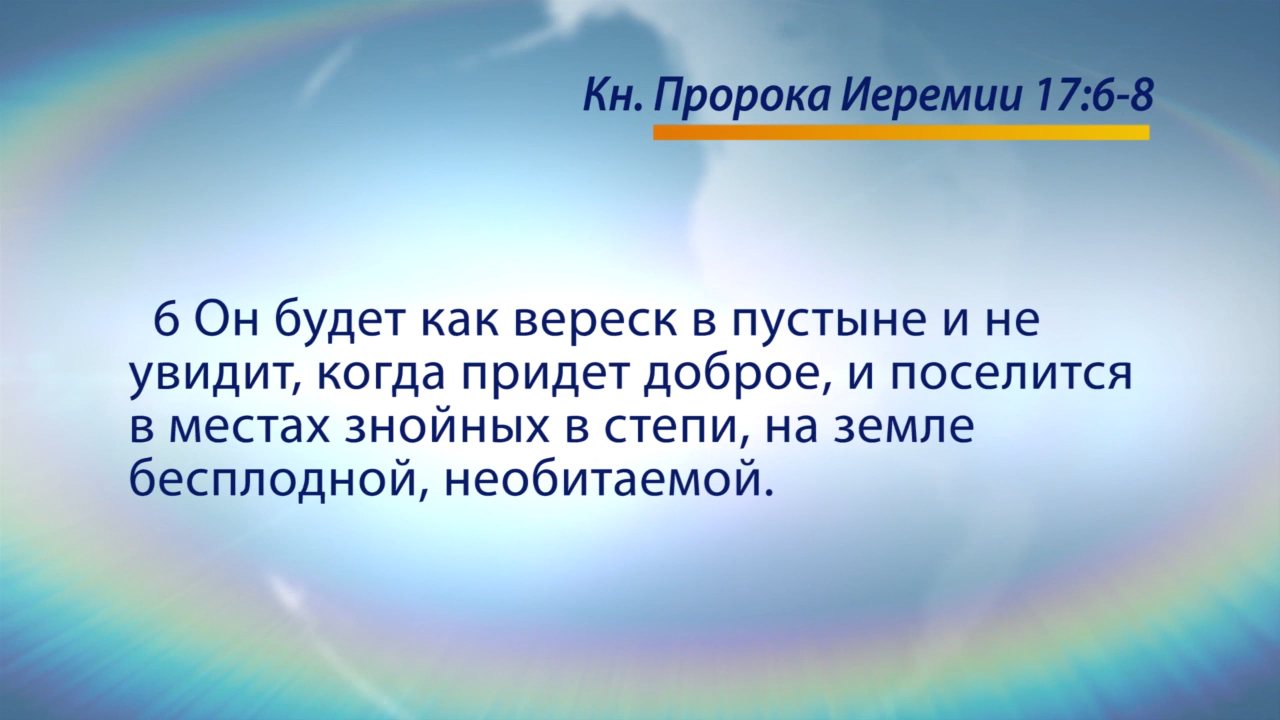 Кн. Пророка Иеремии 17:6-8
6 Он будет как вереск в пустыне и не
увидит, когда придет доброе, и поселится
в местах знойных в степи, на земле
бесплодной, необитаемой.